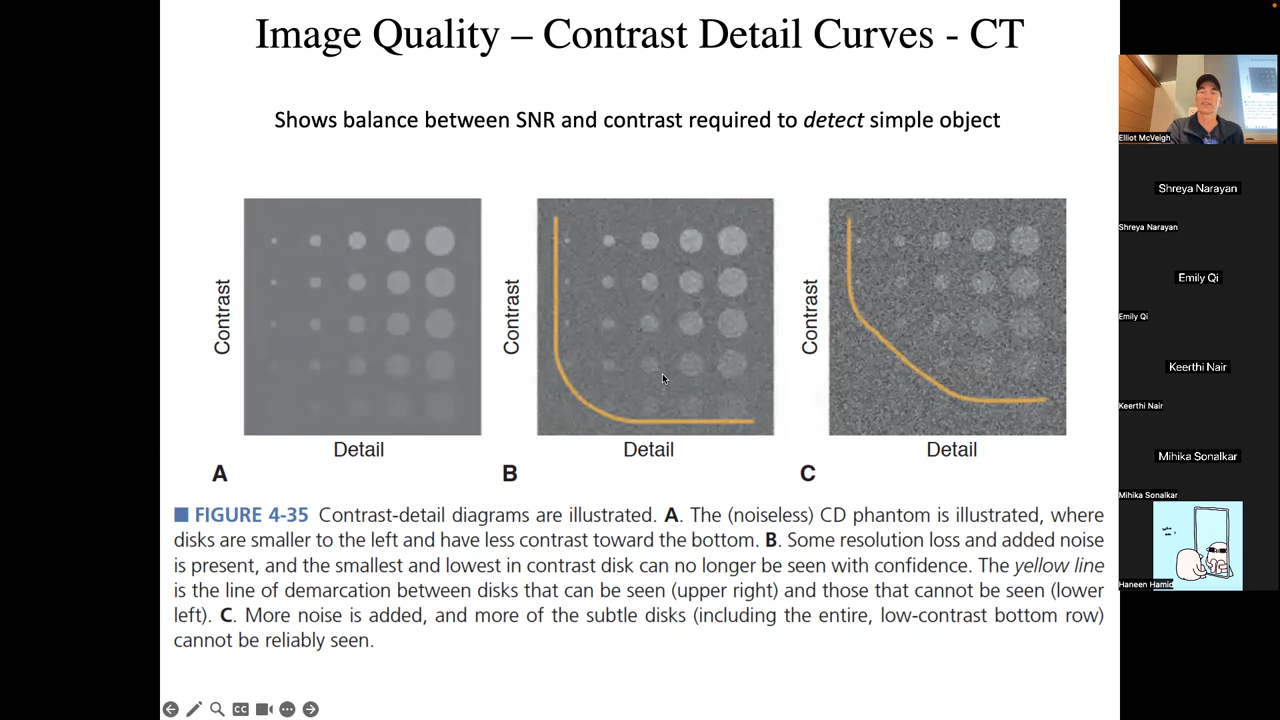 Image Quality – Contrast Detail Curves - CT
Shows balance between SNR and contrast required to detect simple object
Contrast
Contrast
Contrast
Detail
Detail
Detail
A
B
C
FIGURE 4-35 Contrast-detail diagrams are illustrated. A. The (noiseless) CD phantom is illustrated, where
disks are smaller to the left and have less contrast toward the bottom. B. Some resolution loss and added noise
is present, and the smallest and lowest in contrast disk can no longer be seen with confidence. The yellow line
is the line of demarcation between disks that can be seen (upper right) and those that cannot be seen (lower
left). C. More noise is added, and more of the subtle disks (including the entire, low-contrast bottom row)
cannot be reliably seen.
CC
Elliot McVeigh
Shreya Narayan
Shreya Narayan
Emily Qi
Emily Qi
Keerthi Nair
Keerthi Nair
Mihika Sonalkar
Mihika Sonalkar
Haneen Hamid